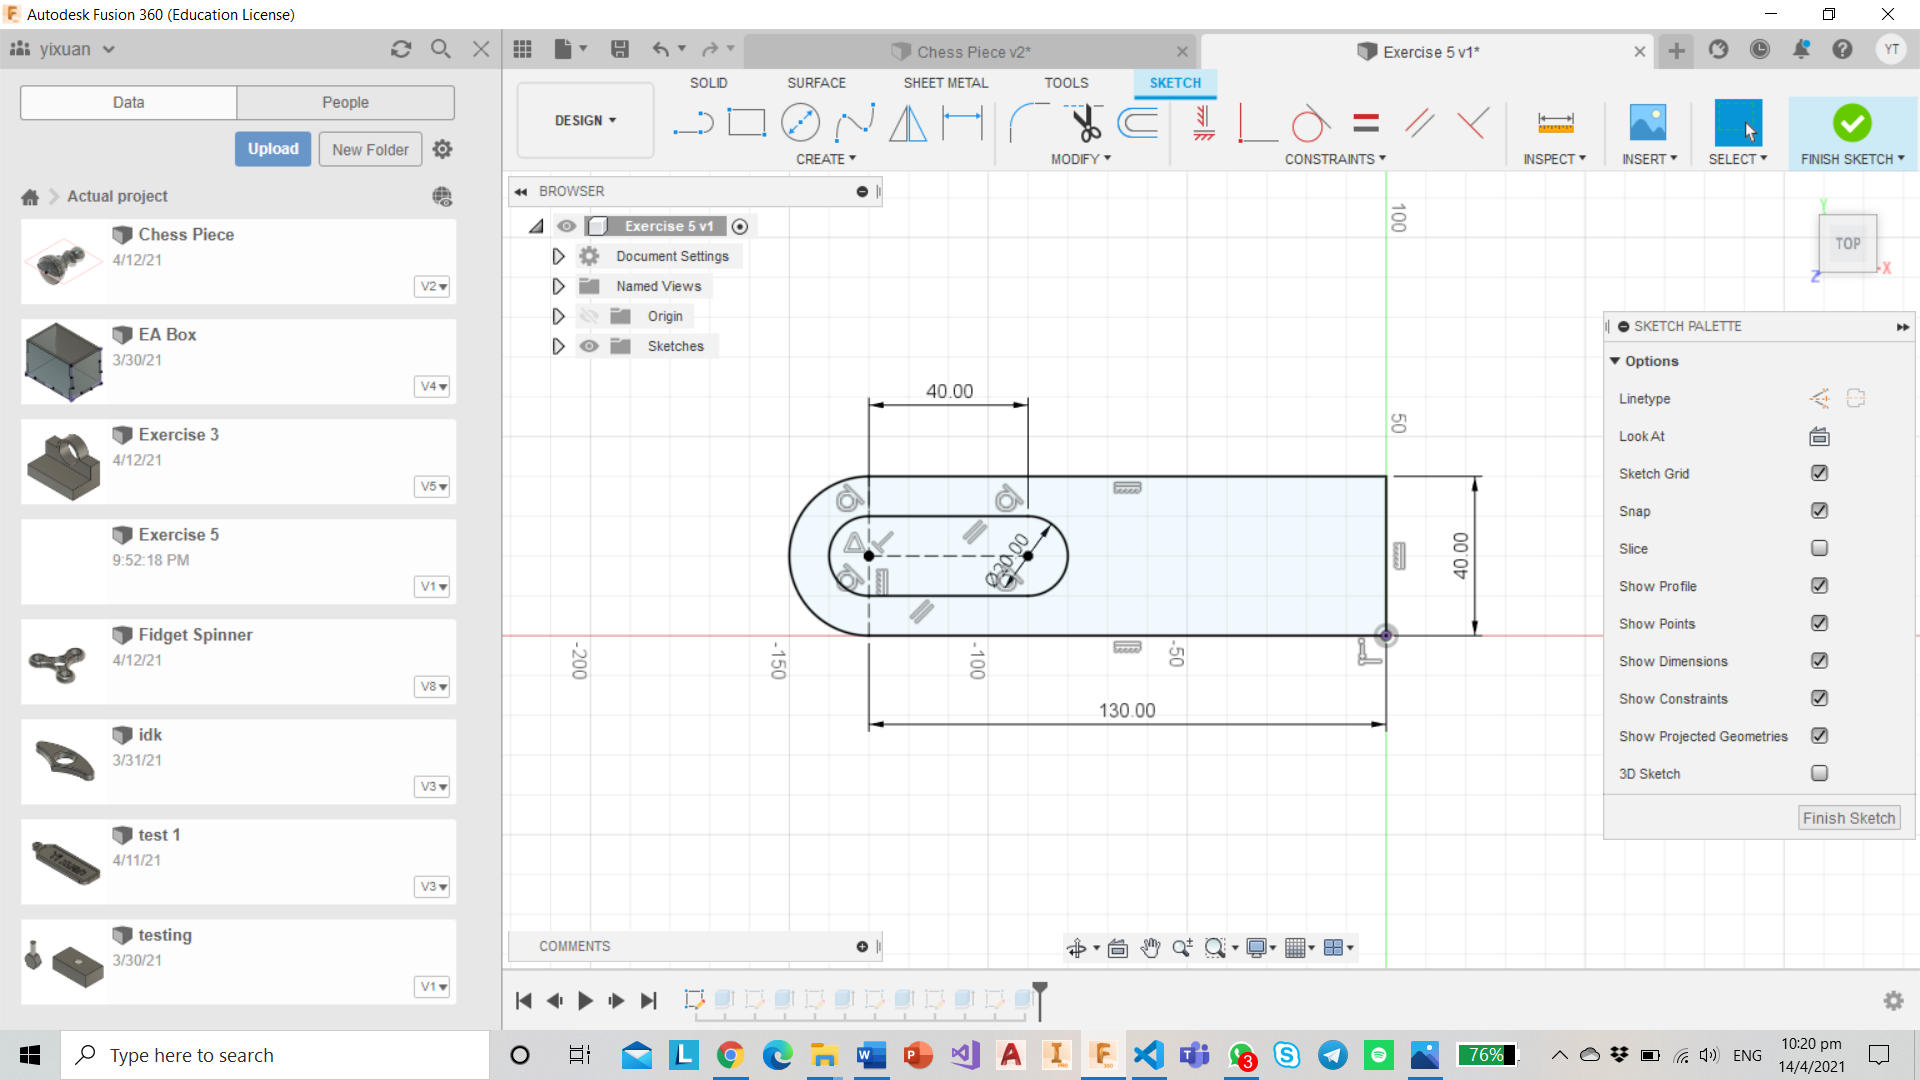 Autodesk Fusion 360 (Education License)
yixuan
Chess Piece v2*
Exercise 5 v1*
YT
Data
People
Upload
New Folder
Actual project
Chess Piece
4/12/21
V2
EA Box
3/30/21
V4
Exercise 3
4/12/21
V5
Exercise 5
9:52:18 PM
V1
Fidget Spinner
4/12/21
V8
idk
3/31/21
V3
test 1
4/11/21
V3
testing
3/30/21
V1
DESIGN
SOLID
SURFACE
SHEET METAL
TOOLS
SKETCH
CREATE
MODIFY
CONSTRAINTS
INSPECT
INSERT
SELECT
FINISH SKETCH
BROWSER
Exercise 5 v1
Document Settings
Named Views
Origin
Sketches
100
50
Y
TOP
X
Z
40.00
Ø20.00
40.00
-200
-150
-100
-50
130.00
SKETCH PALETTE
Options
Linetype
Look At
Sketch Grid
Snap
Slice
Show Profile
Show Points
Show Dimensions
Show Constraints
Show Projected Geometries
3D Sketch
Finish Sketch
COMMENTS
Type here to search
3
76%
ENG
10:20 pm
14/4/2021